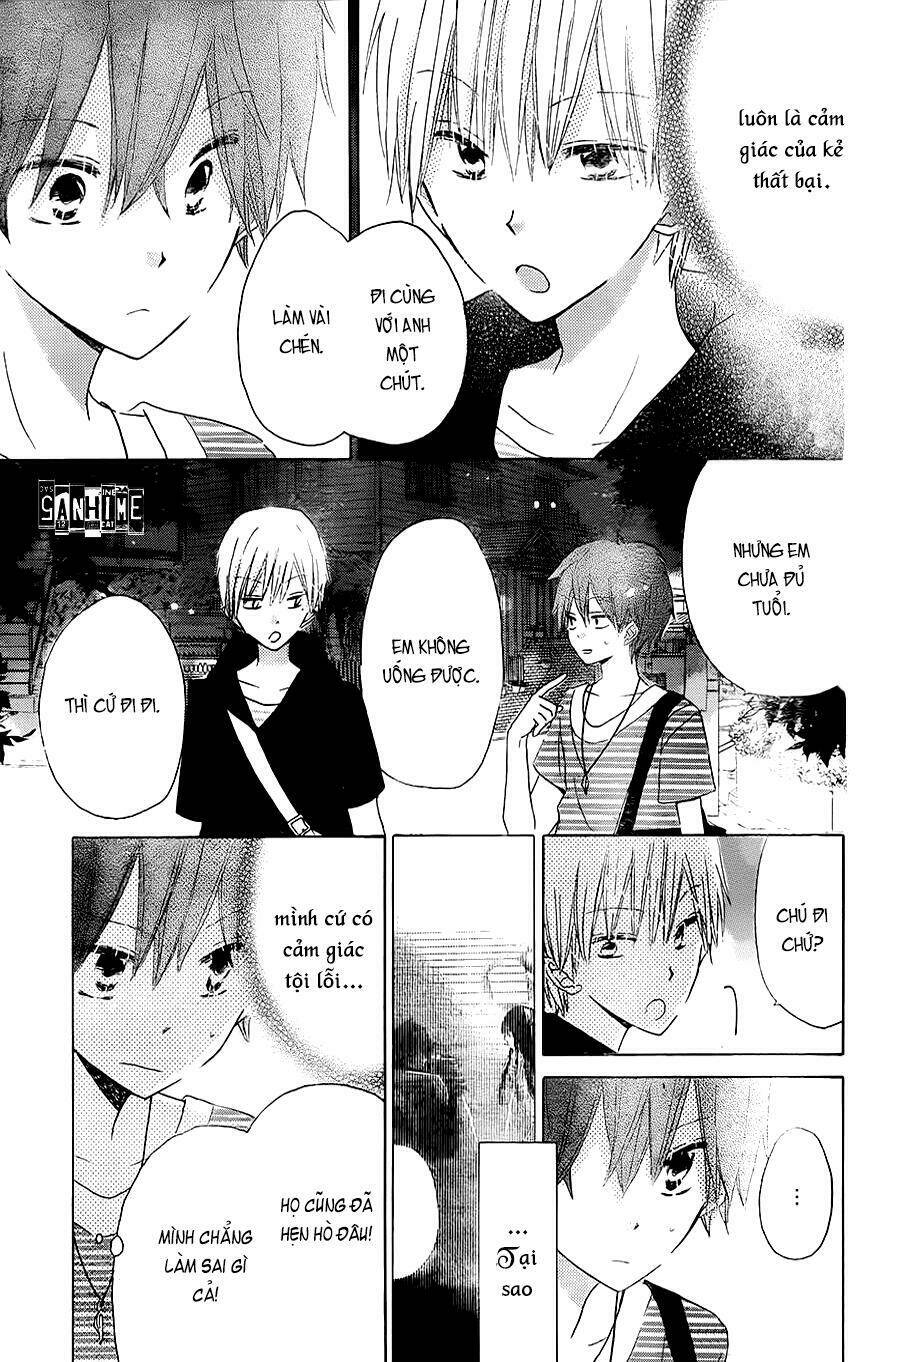 luôn là cảm
giác của kẻ
thất bại.
ĐI CÙNG
VỚI ANH
MỘT
CHÚT.
LÀM VÀI
CHÉN.
NHƯNG EM
CHƯA ĐỦ
TUỔI.
EM KHÔNG
UỐNG ĐƯỢC.
THÌ CỨ ĐI ĐI.
SANHIME
CHÚ ĐI
CHỨ?
...
...
Tại
sao
mình cứ có
cảm giác
tội lỗi...
HỌ CŨNG ĐÃ
HẸN HÒ ĐÂU!
MÌNH CHẲNG
LÀM SAI GÌ
CẢ!